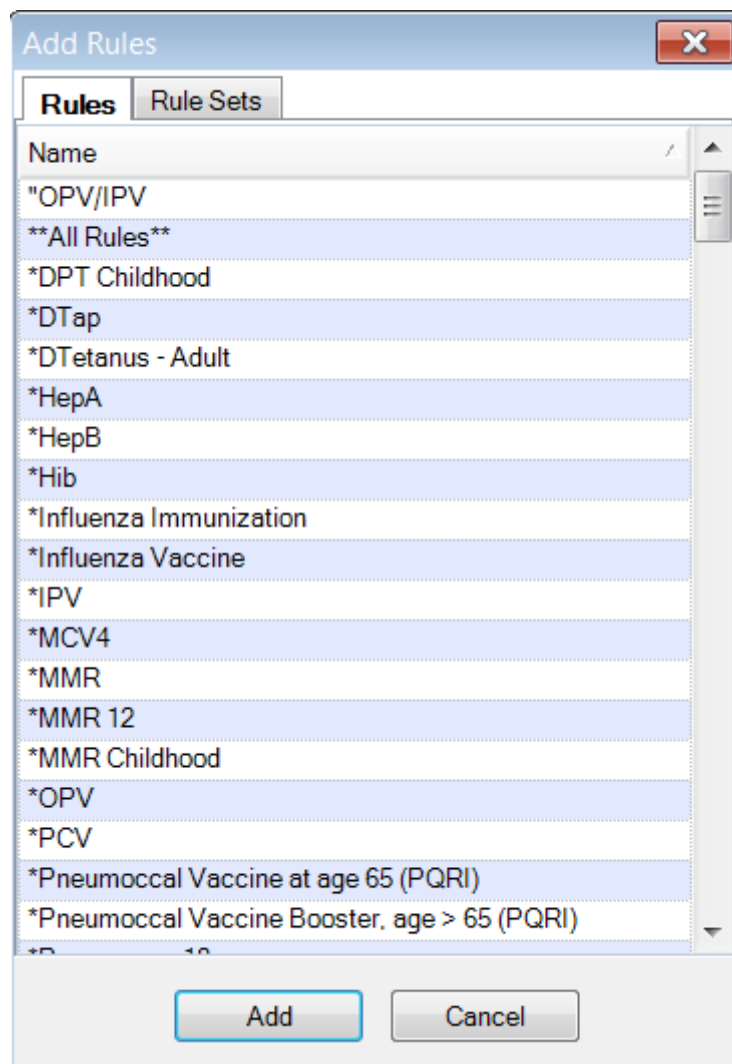 Add Rules
Rules Rule Sets
Name
"OPV/IPV
**All Rules**
*DPT Childhood
*DTap
*DTetanus - Adult
*HepA
*HepB
*Hib
*Influenza Immunization
*Influenza Vaccine
*IPV
*MCV4
*MMR
*MMR 12
*MMR Childhood
*OPV
*PCV
*Pneumoccal Vaccine at age 65 (PQRI)
*Pneumoccal Vaccine Booster, age > 65 (PQRI)
Add Cancel